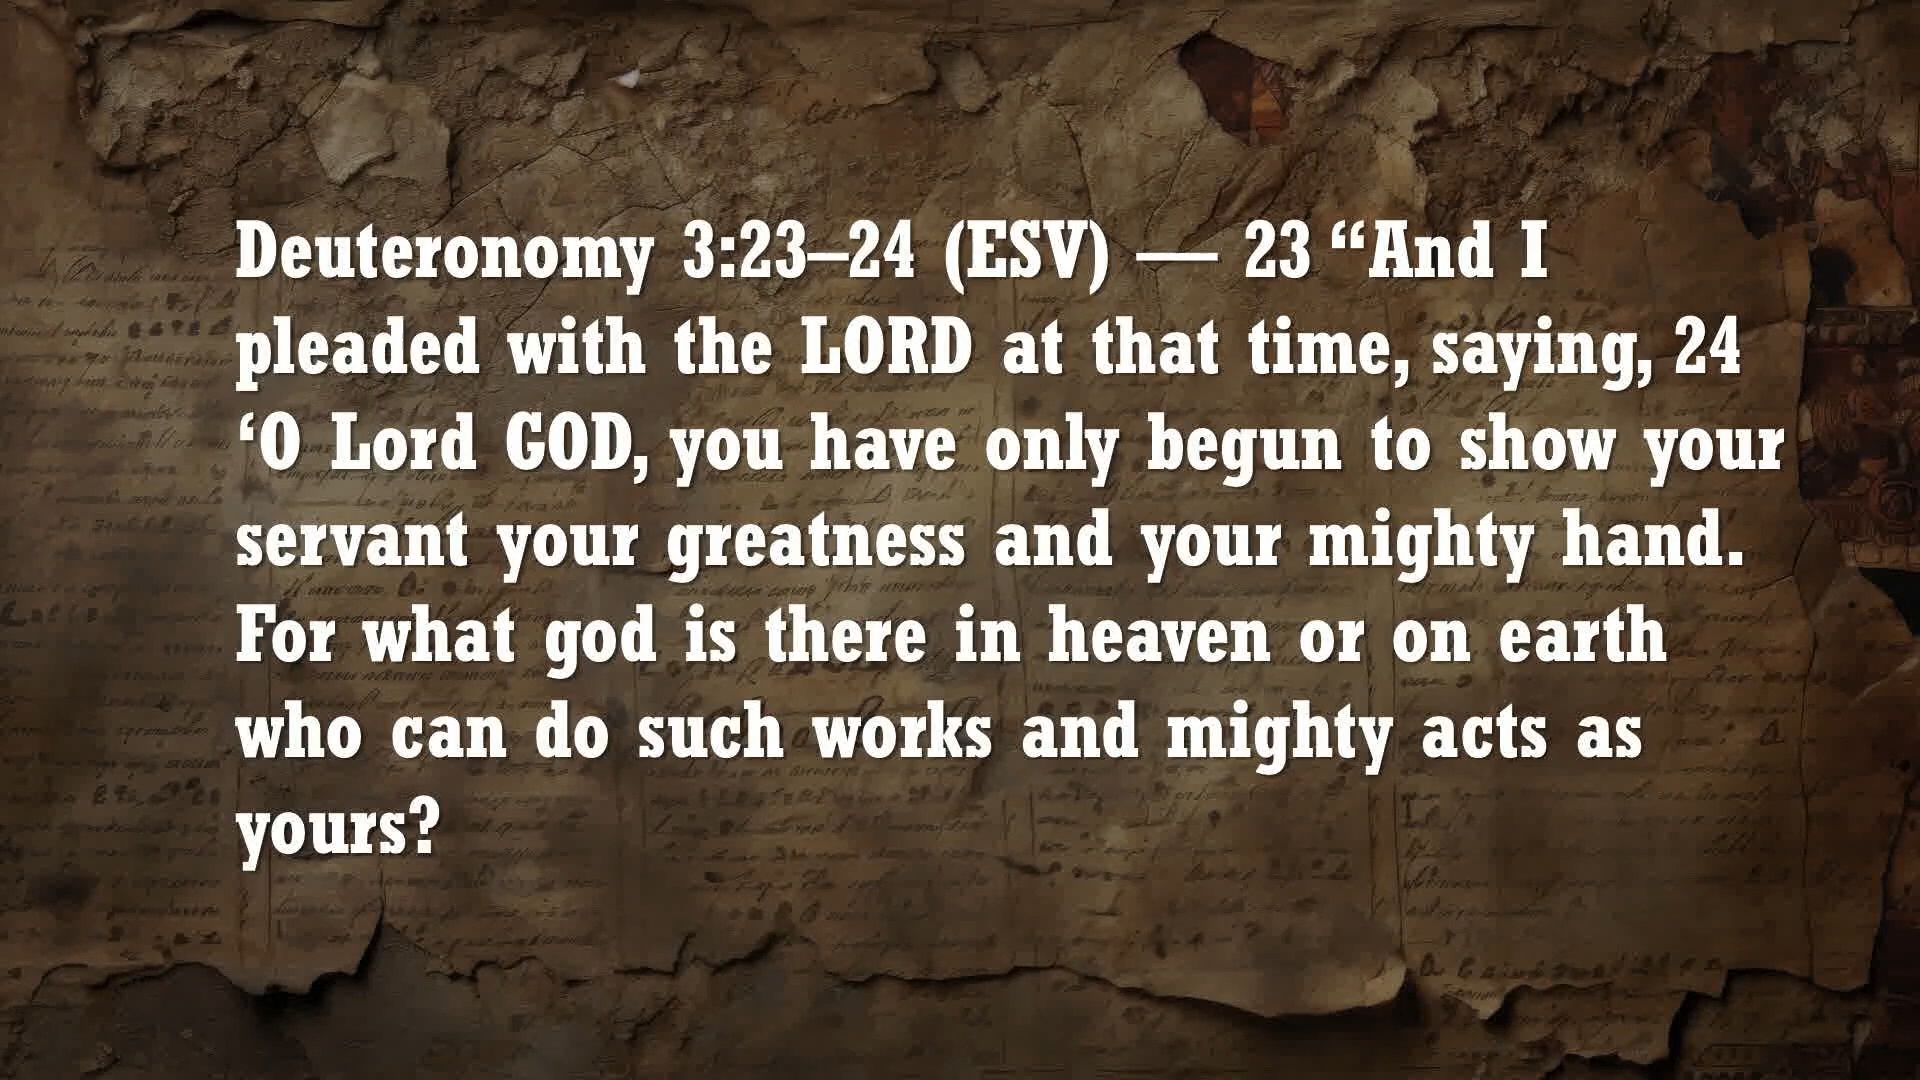 Deuteronomy 3:23–24 (ESV) — 23 “And I
pleaded with the LORD at that time, saying, 24
‘O Lord GOD, you have only begun to show your
servant your greatness and your mighty hand.
For what god is there in heaven or on earth
who can do such works and mighty acts as
yours?